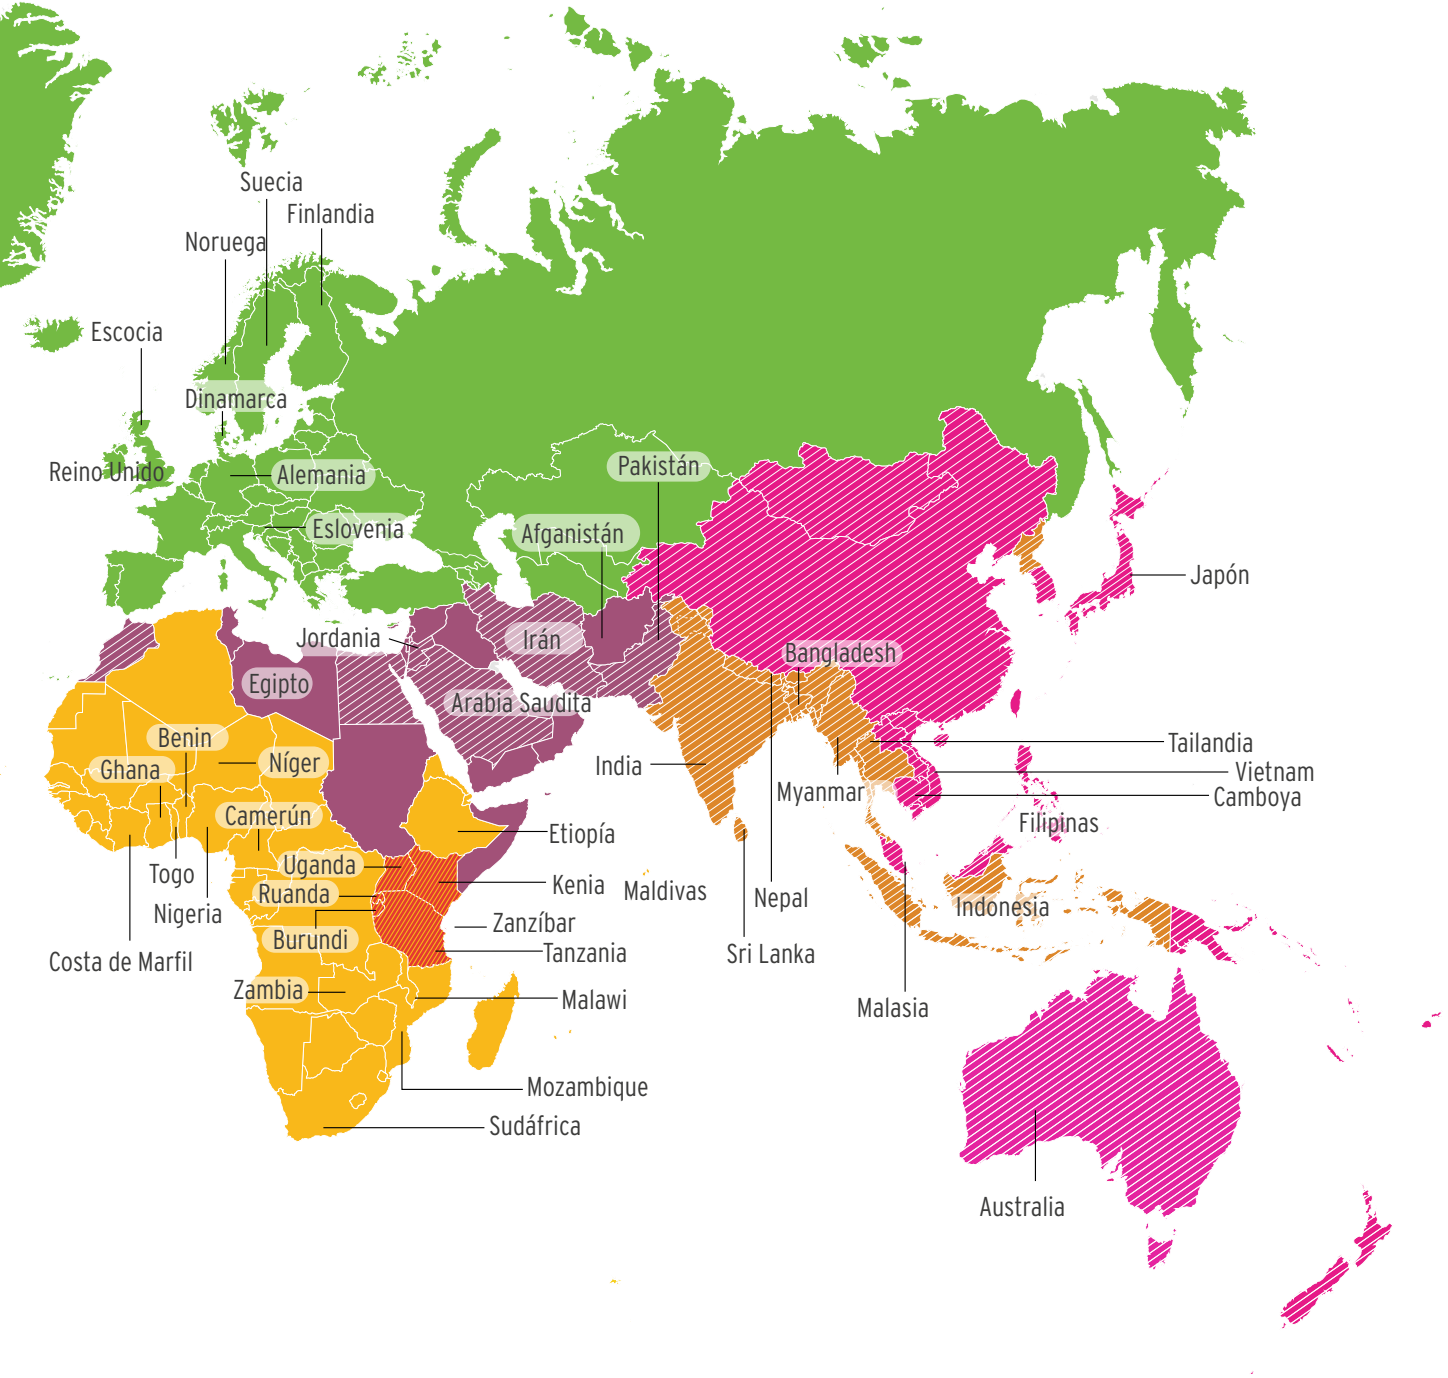 Suecia
Finlandia
Noruega
Escocia
Dinamarca
Reino Unido
Alemania
Pakistán
Eslovenia
Afganistán
Japón
Jordania
Irán
Bangladesh
Egipto
Arabia Saudita
Benin
Níger
Ghana
India
Tailandia
Vietnam
Myanmar
Camboya
Camerún
Filipinas
Etiopía
Togo
Uganda
Ruanda
Kenia
Maldivas
Nepal
Nigeria
Indonesia
Zanzíbar
Burundi
Tanzania
Sri Lanka
Costa de Marfil
Zambia
Malawi
Malasia
Mozambique
Sudáfrica
Australia